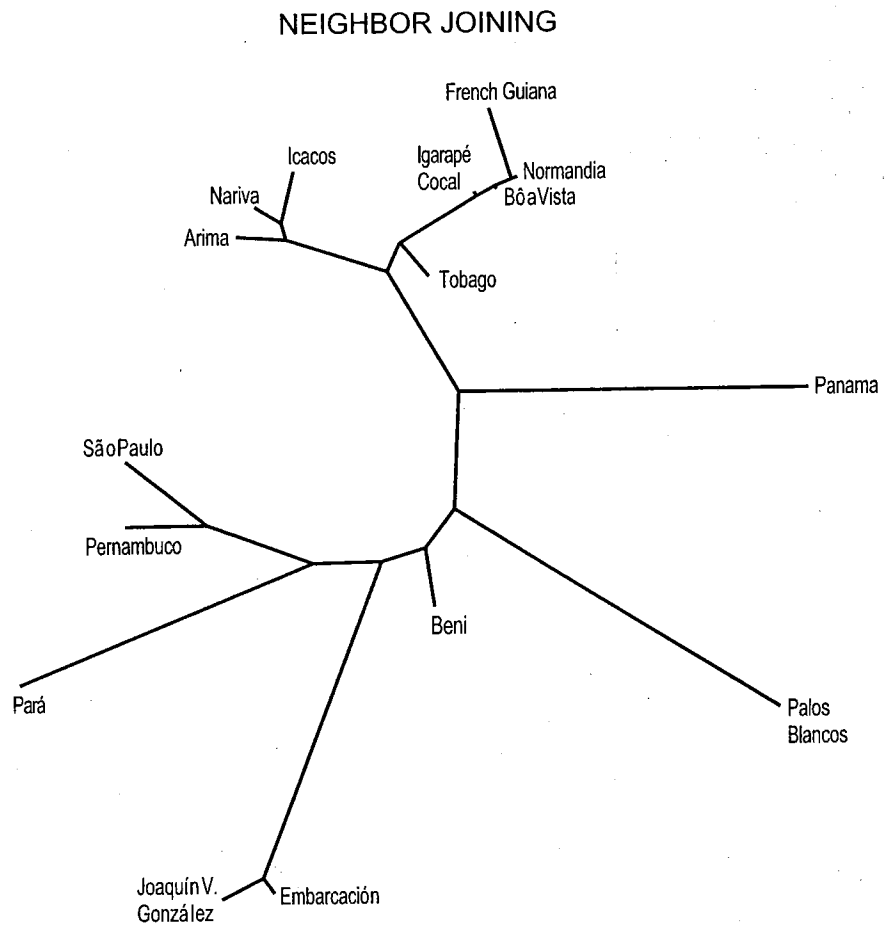 NEIGHBOR JOINING
French Guiana
Icacos
Igarapé
Cocal
Normandia
Nariva
BôaVista
Arima
Tobago
Panama
SãoPaulo
Pernambuco
Beni
Pará
Palos
Blancos
Joaquín V.
González
Embarcación